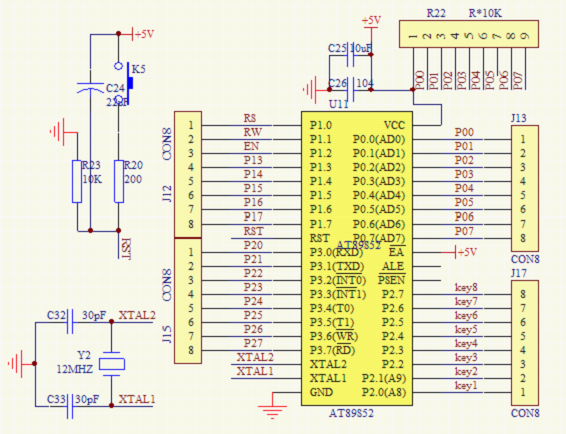 R22 R*10K
1 2 3 4 5 6 7 8 9
P00 P01 P02 P03 P04 P05 P06 P07
+5V
C25 10uF
C26 104
+5V
K5
C24
22uF
R23
10K
R20
200
RST
U11
CON8
J12
1 RS P1.0 VCC
2 RW P1.1 P0.0(AD0) P00 1
3 EN P1.2 P0.1(AD1) P01 2
4 P13 P1.3 P0.2(AD2) P02 3
5 P14 P1.4 P0.3(AD3) P03 4
6 P15 P1.5 P0.4(AD4) P04 5
7 P16 P1.6 P0.5(AD5) P05 6
8 P17 P1.7 P0.6(AD6) P06 7
RST RST P0.7(AD7) P07 8
J13
CON8
AT89852
CON8
J15
1 P20 P3.0(RXD) EA +5V
2 P21 P3.1(TXD) ALE
3 P22 P3.2(INT0) PSEN
4 P23 P3.3(INT1) P2.7 key8 8
5 P24 P3.4(T0) P2.6 key7 7
6 P25 P3.5(T1) P2.5 key6 6
7 P26 P3.6(WR) P2.4 key5 5
8 P27 P3.7(RD) P2.3 key4 4
XTAL2 XTAL2 P2.2 key3 3
XTAL1 XTAL1 P2.1(A9) key2 2
GND P2.0(A8) key1 1
J17
CON8
AT89852
C32 30pF XTAL2
Y2
12MHZ
C33 30pF XTAL1